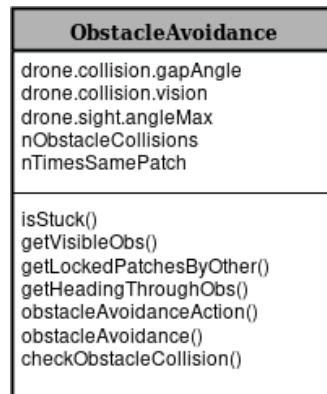 ObstacleAvoidance
drone.collision.gapAngle
drone.collision.vision
drone.sight.angleMax
nObstacleCollisions
nTimesSamePatch
isStuck()
getVisibleObs()
getLockedPatchesByOther()
getHeadingThroughObs()
obstacleAvoidanceAction()
obstacleAvoidance()
checkObstacleCollision()